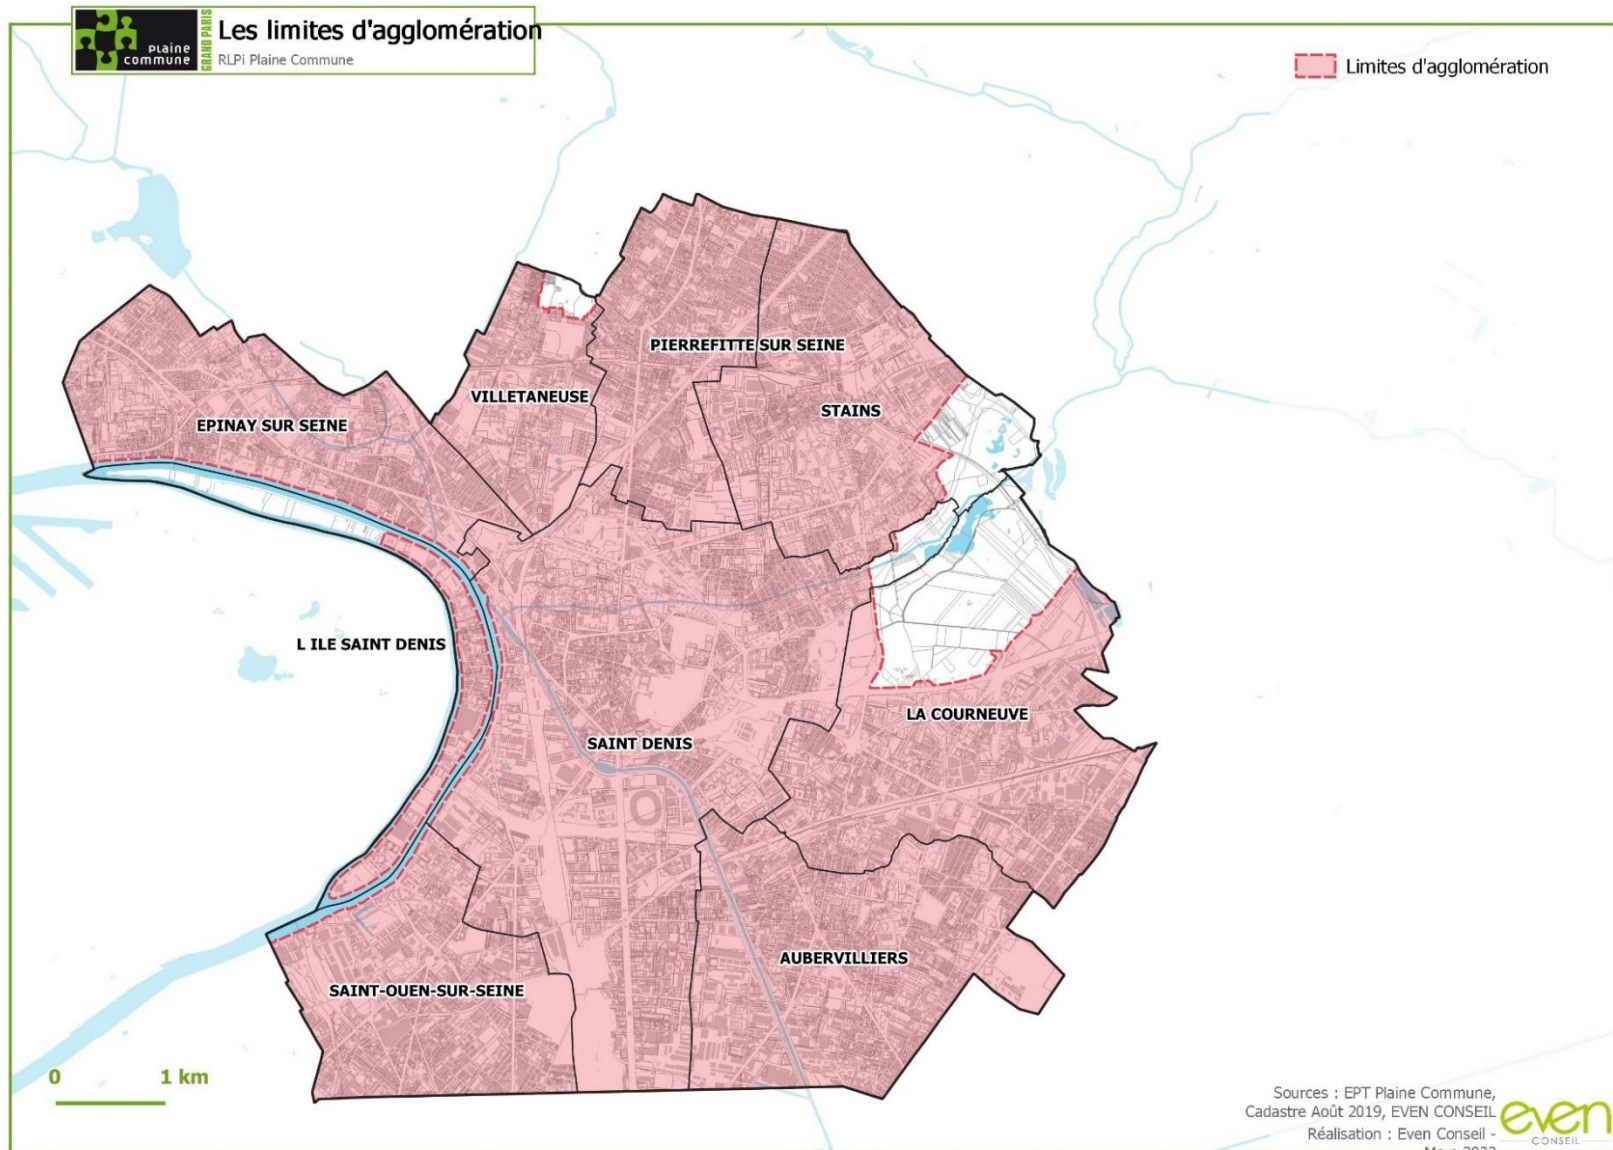 plaine
commune
GRAND PARIS
Les limites d'agglomération
RLPi Plaine Commune
Limites d'agglomération
PIERREFITTE SUR SEINE
VILLETANEUSE
STAINS
EPINAY SUR SEINE
L ILE SAINT DENIS
LA COURNEUVE
SAINT DENIS
AUBERVILLIERS
SAINT-OUEN-SUR-SEINE
0 1 km
Sources : EPT Plaine Commune,
Cadastre Août 2019, EVEN CONSEIL
Réalisation : Even Conseil -
even
CONSEIL